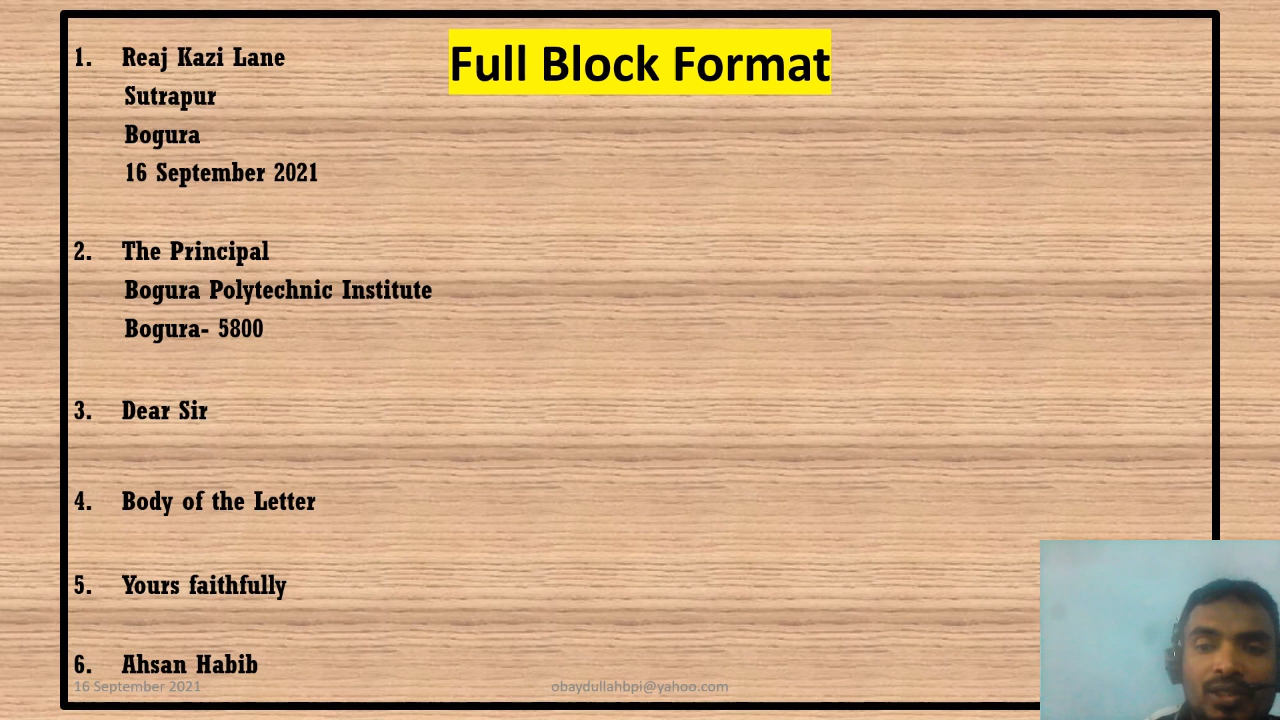 Full Block Format
1. Reaj Kazi Lane
Sutrapur
Bogura
16 September 2021
2. The Principal
Bogura Polytechnic Institute
Bogura- 5800
3. Dear Sir
4. Body of the Letter
5. Yours faithfully
6. Ahsan Habib
16 September 2021
obaydullahbpi@yahoo.com